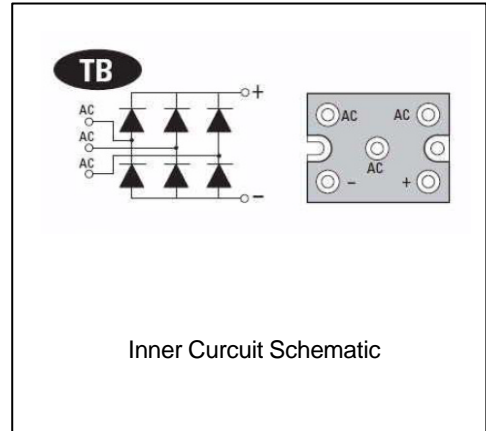 TB
+
AC
AC
AC
-
AC AC
AC
- +
Inner Curcuit Schematic